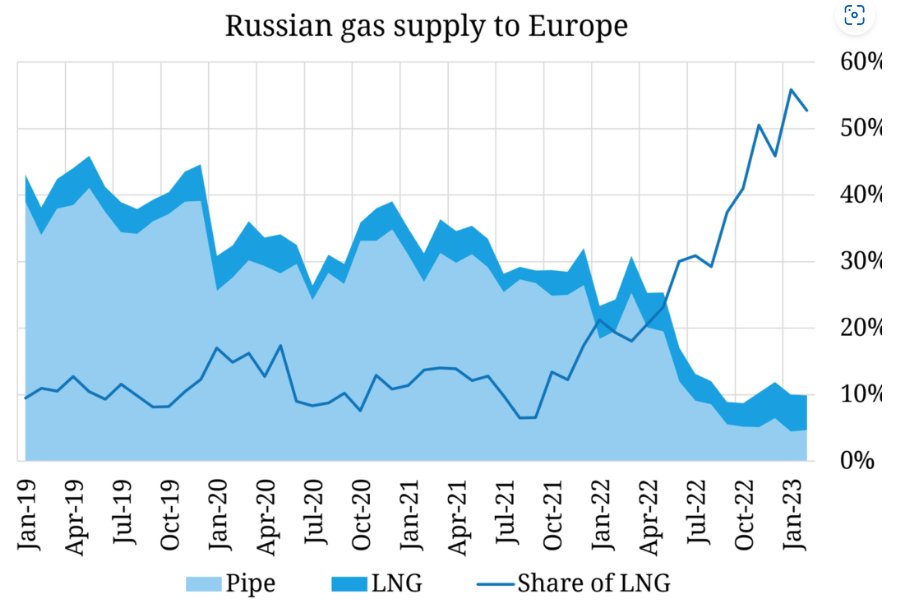 Russian gas supply to Europe
60%
50%
40%
30%
20%
10%
0%
Jan-19 Apr-19 Jul-19 Oct-19 Jan-20 Apr-20 Jul-20 Oct-20 Jan-21 Apr-21 Jul-21 Oct-21 Jan-22 Apr-22 Jul-22 Oct-22 Jan-23
Pipe LNG Share of LNG